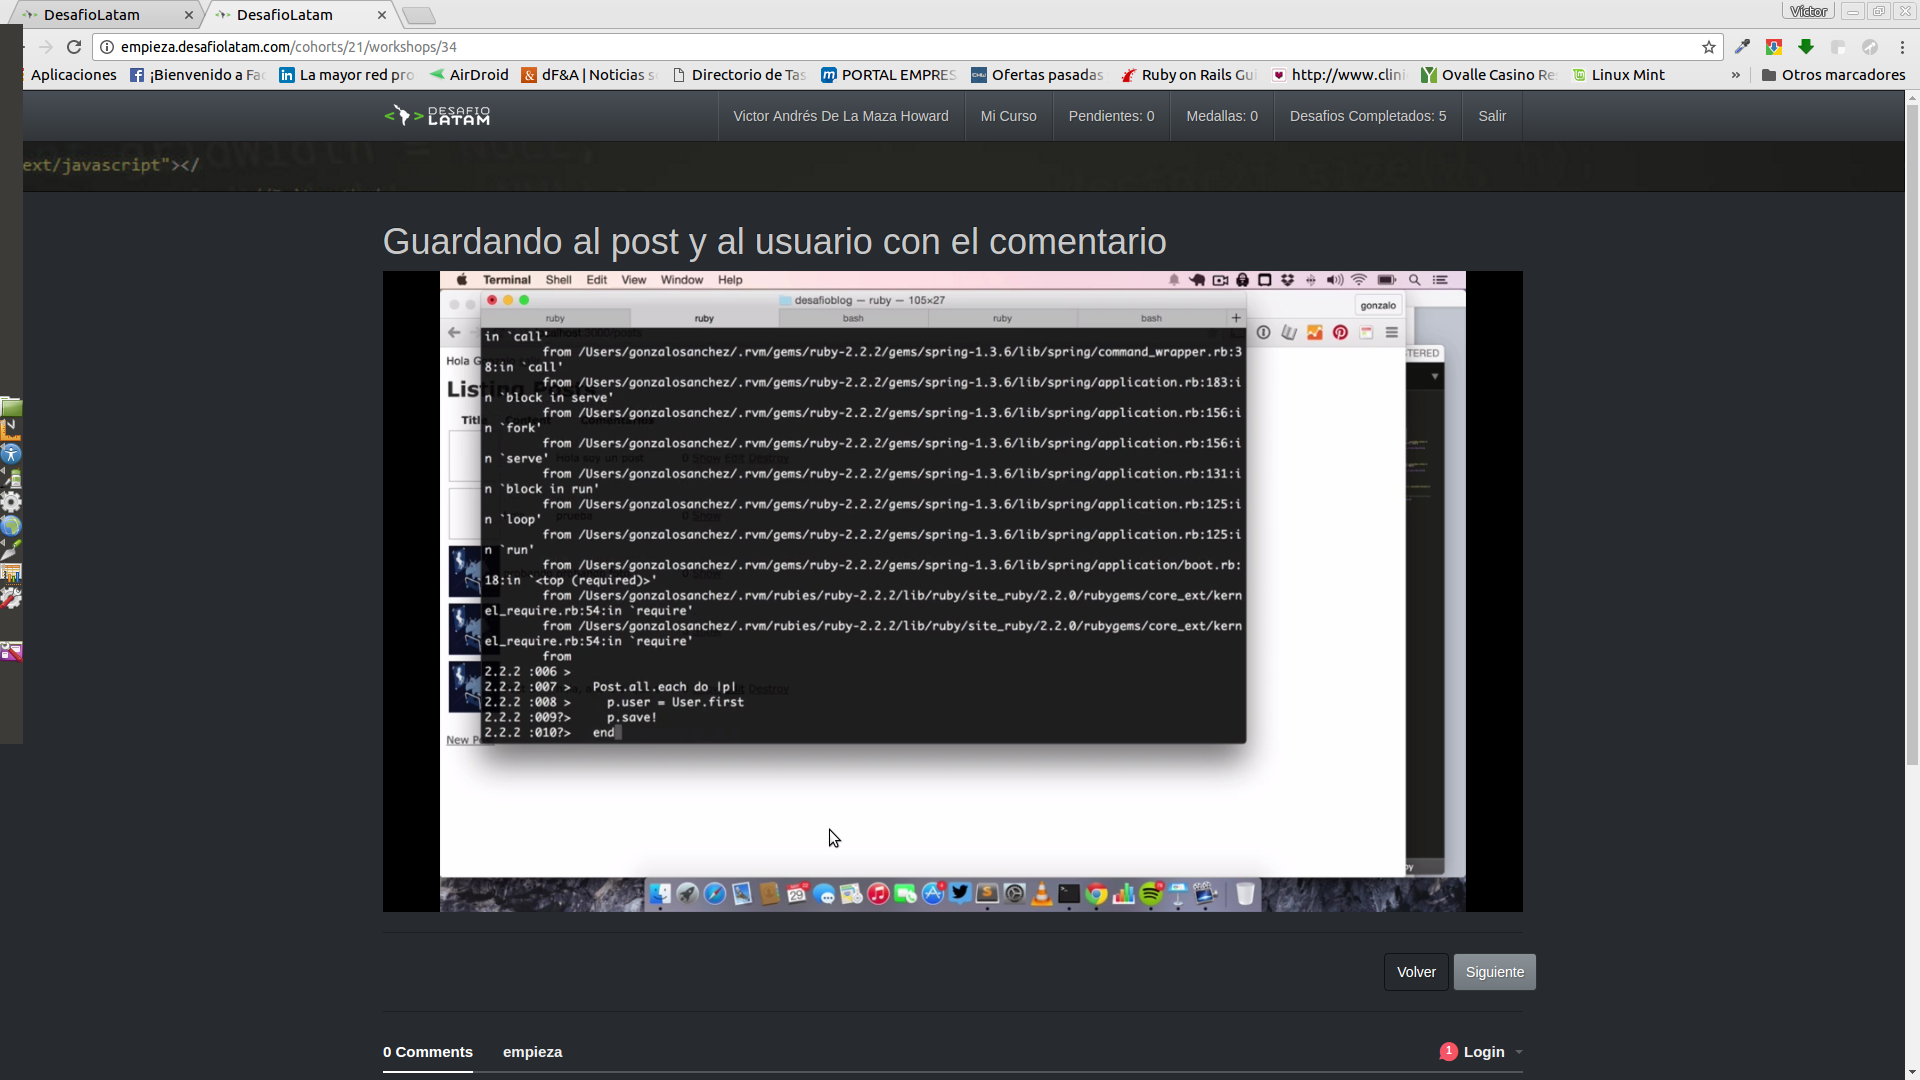 DesafioLatam
DesafioLatam
Víctor
empieza.desafiolatam.com/cohorts/21/workshops/34
Aplicaciones
¡Bienvenido a Fac
La mayor red pro
AirDroid
dF&A | Noticias s
Directorio de Tas
PORTAL EMPRES
Ofertas pasadas
Ruby on Rails Gui
http://www.clini
Ovalle Casino Re
Linux Mint
»
Otros marcadores
DESAFIO
LATAM
Victor Andrés De La Maza Howard
Mi Curso
Pendientes: 0
Medallas: 0
Desafios Completados: 5
Salir
ext/javascript"></
Guardando al post y al usuario con el comentario
Terminal Shell Edit View Window Help
desafioblog — ruby — 105×27
gonzalo
ruby ruby bash ruby bash
Hola G
in `call'
from /Users/gonzalosanchez/.rvm/gems/ruby-2.2.2/gems/spring-1.3.6/lib/spring/command_wrapper.rb:3
8:in `call'
from /Users/gonzalosanchez/.rvm/gems/ruby-2.2.2/gems/spring-1.3.6/lib/spring/application.rb:183:i
n `block in serve'
from /Users/gonzalosanchez/.rvm/gems/ruby-2.2.2/gems/spring-1.3.6/lib/spring/application.rb:156:i
n `fork'
from /Users/gonzalosanchez/.rvm/gems/ruby-2.2.2/gems/spring-1.3.6/lib/spring/application.rb:156:i
n `serve'
from /Users/gonzalosanchez/.rvm/gems/ruby-2.2.2/gems/spring-1.3.6/lib/spring/application.rb:131:i
n `block in run'
from /Users/gonzalosanchez/.rvm/gems/ruby-2.2.2/gems/spring-1.3.6/lib/spring/application.rb:125:i
n `loop'
from /Users/gonzalosanchez/.rvm/gems/ruby-2.2.2/gems/spring-1.3.6/lib/spring/application.rb:125:i
n `run'
from /Users/gonzalosanchez/.rvm/gems/ruby-2.2.2/gems/spring-1.3.6/lib/spring/application/boot.rb:
18:in `<top (required)>'
from /Users/gonzalosanchez/.rvm/rubies/ruby-2.2.2/lib/ruby/site_ruby/2.2.0/rubygems/core_ext/kern
el_require.rb:54:in `require'
from /Users/gonzalosanchez/.rvm/rubies/ruby-2.2.2/lib/ruby/site_ruby/2.2.0/rubygems/core_ext/kern
el_require.rb:54:in `require'
from
2.2.2 :006 >
2.2.2 :007 > Post.all.each do |p|
2.2.2 :008 > p.user = User.first
2.2.2 :009?> p.save!
2.2.2 :010?> end
New P
Volver
Siguiente
0 Comments
empieza
1
Login